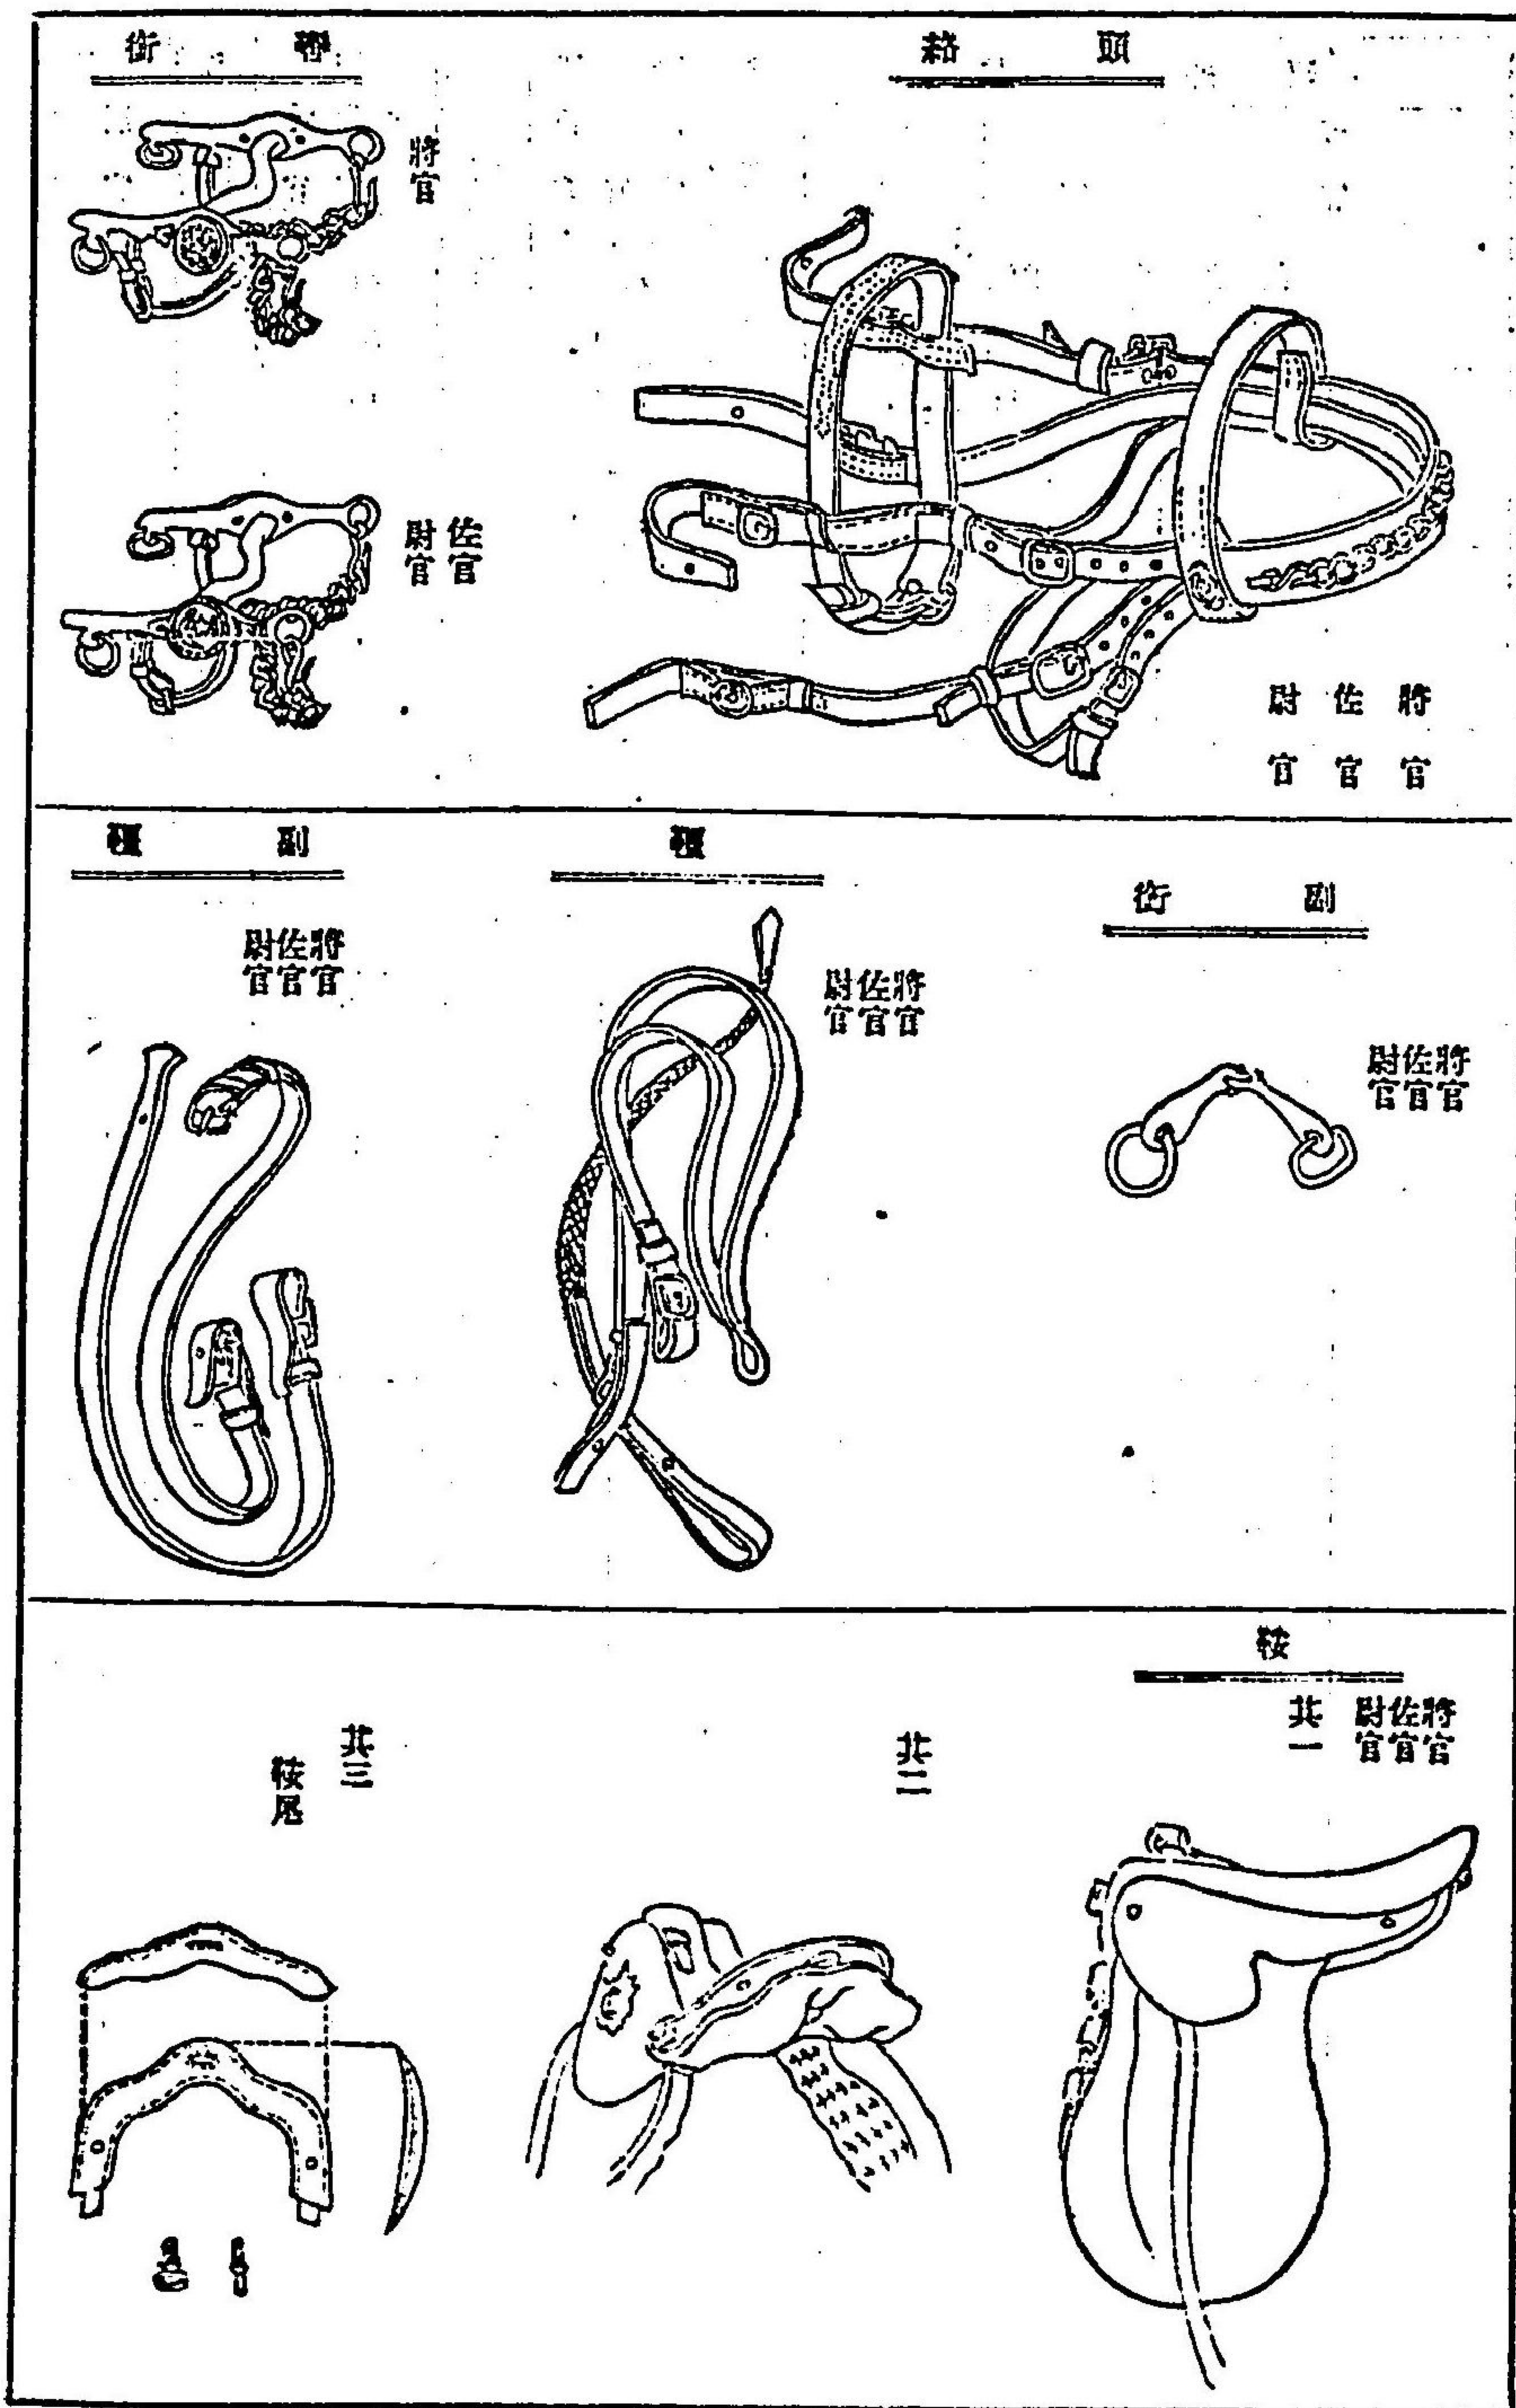 頭絡
將官
佐官
尉官
銜
將官
佐官
尉官
副銜
將官
佐官
尉官
韁
將官
佐官
尉官
副韁
將官
佐官
尉官
鞍
將官
佐官
尉官
其一
其二
其三
鞍尾